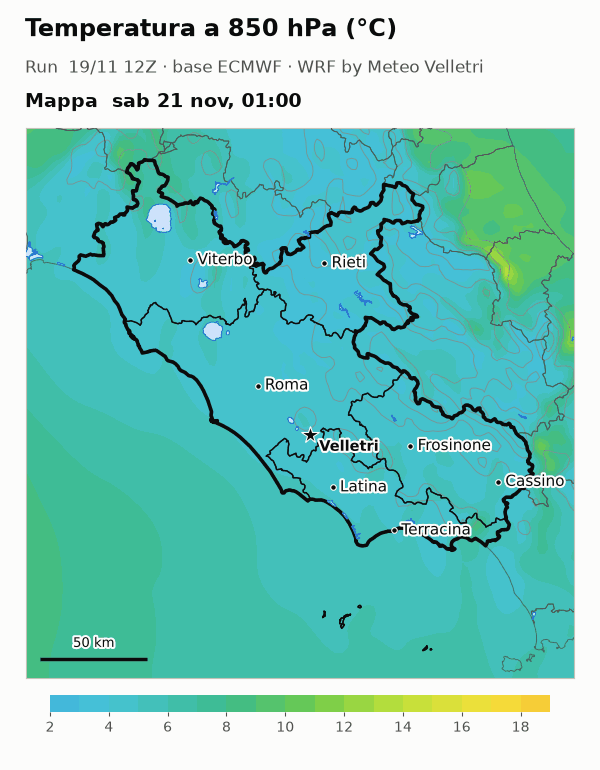 Temperatura a 850 hPa (°C)
Run  19/11 12Z · base ECMWF · WRF by Meteo Velletri
Mappa  sab 21 nov, 01:00
Viterbo
Rieti
Roma
Velletri
Frosinone
Latina
Cassino
Terracina
50 km
2 4 6 8 10 12 14 16 18